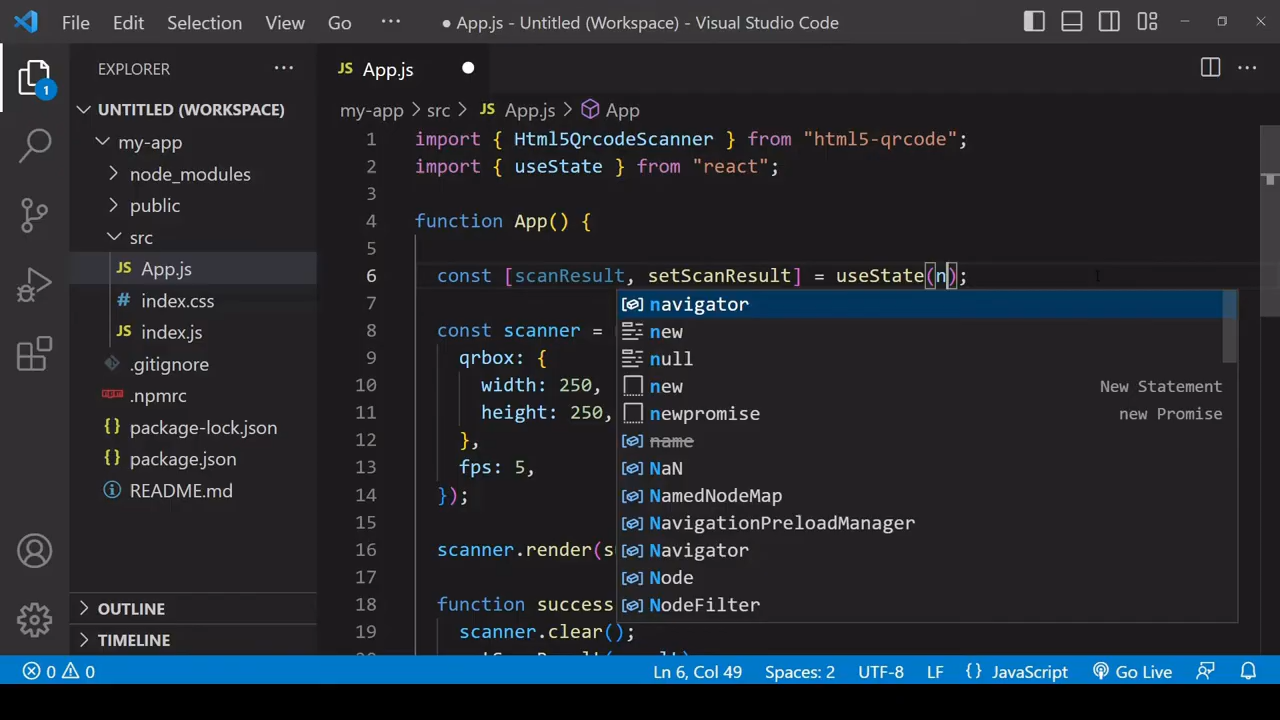 File Edit Selection View Go ··· ● App.js - Untitled (Workspace) - Visual Studio Code
EXPLORER ···
1
UNTITLED (WORKSPACE)
my-app
node_modules
public
src
JS App.js
# index.css
JS index.js
.gitignore
npm .npmrc
{} package-lock.json
{} package.json
README.md
OUTLINE
TIMELINE
JS App.js ●
my-app > src > JS App.js > App
1 import { Html5QrcodeScanner } from "html5-qrcode";
2 import { useState } from "react";
3
4 function App() {
5
6 const [scanResult, setScanResult] = useState(n);
7
8 const scanner =
9 qrbox: {
10 width: 250,
11 height: 250,
12 },
13 fps: 5,
14 });
15
16 scanner.render(s
17
18 function success
19 scanner.clear();
navigator
new
null
new New Statement
newpromise new Promise
name
NaN
NamedNodeMap
NavigationPreloadManager
Navigator
Node
NodeFilter
0 0 Ln 6, Col 49 Spaces: 2 UTF-8 LF {} JavaScript Go Live